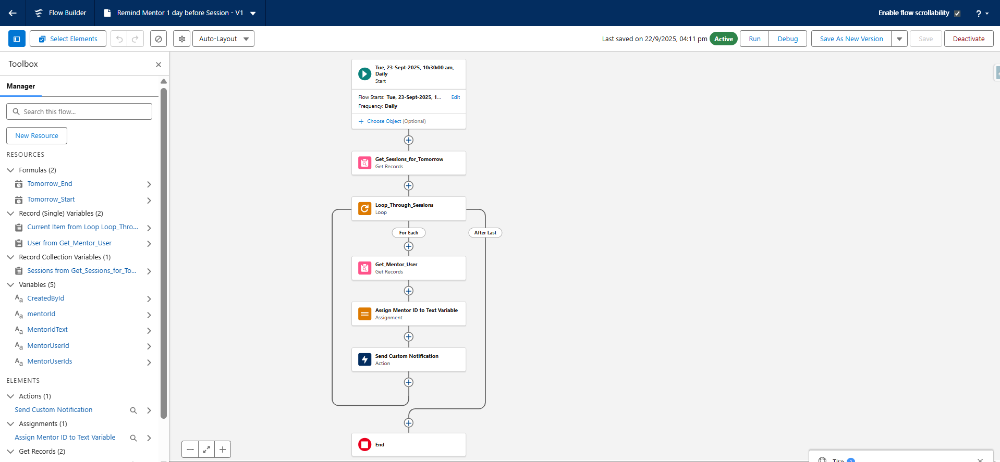 Flow Builder
Remind Mentor 1 day before Session - V1
Enable flow scrollability
?
Select Elements
Auto-Layout
Last saved on 22/9/2025, 04:11 pm
Active
Run
Debug
Save As New Version
Save
Deactivate
Toolbox
Manager
Search this flow...
New Resource
RESOURCES
Formulas (2)
Tomorrow_End
Tomorrow_Start
Record (Single) Variables (2)
Current Item from Loop Loop_Thro...
User from Get_Mentor_User
Record Collection Variables (1)
Sessions from Get_Sessions_for_To...
Variables (5)
Aa CreatedById
Aa mentorId
Aa MentorIdText
Aa MentorUserId
Aa MentorUserIds
ELEMENTS
Actions (1)
Send Custom Notification
Assignments (1)
Assign Mentor ID to Text Variable
Get Records (2)
Tue, 23-Sept-2025, 10:30:00 am,
Daily
Start
Flow Starts: Tue, 23-Sept-2025, 1... Edit
Frequency: Daily
Choose Object (Optional)
Get_Sessions_for_Tomorrow
Get Records
Loop_Through_Sessions
Loop
For Each
After Last
Get_Mentor_User
Get Records
Assign Mentor ID to Text Variable
Assignment
Send Custom Notification
Action
End
Tips